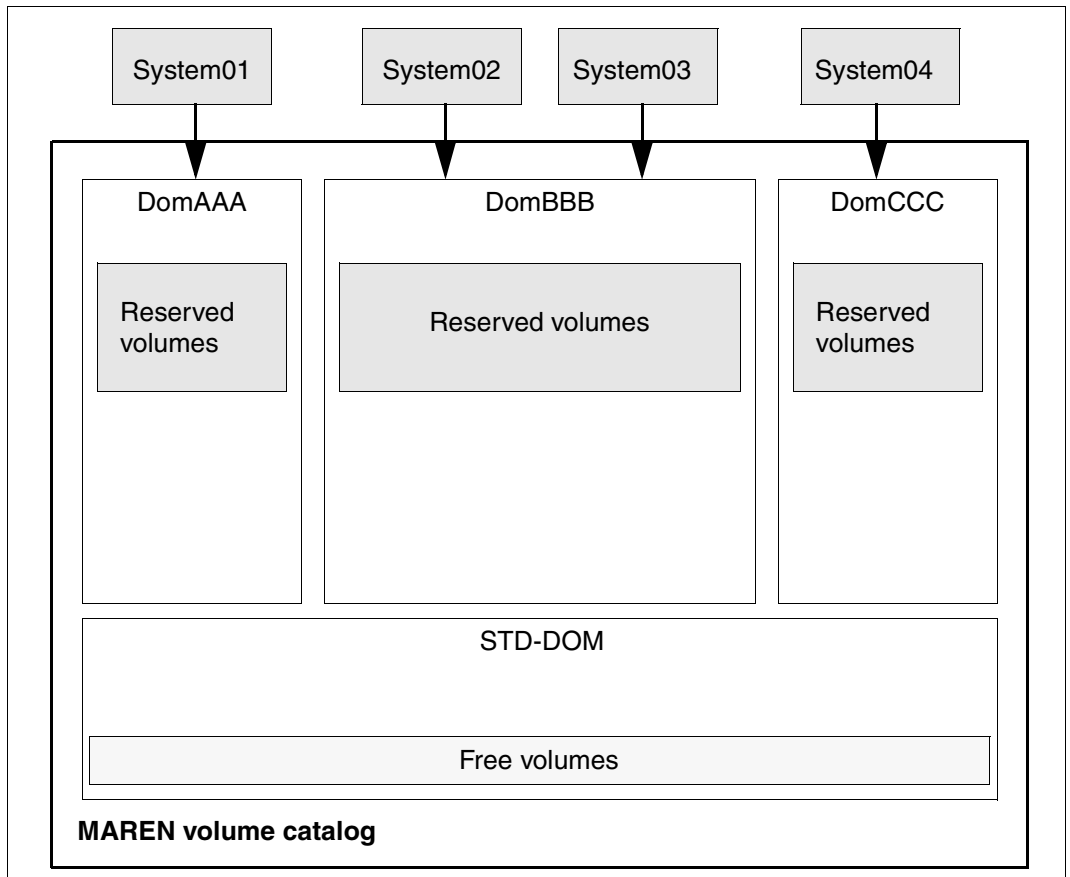 System01
System02
System03
System04
DomAAA
DomBBB
DomCCC
Reserved
volumes
Reserved volumes
Reserved
volumes
STD-DOM
Free volumes
MAREN volume catalog